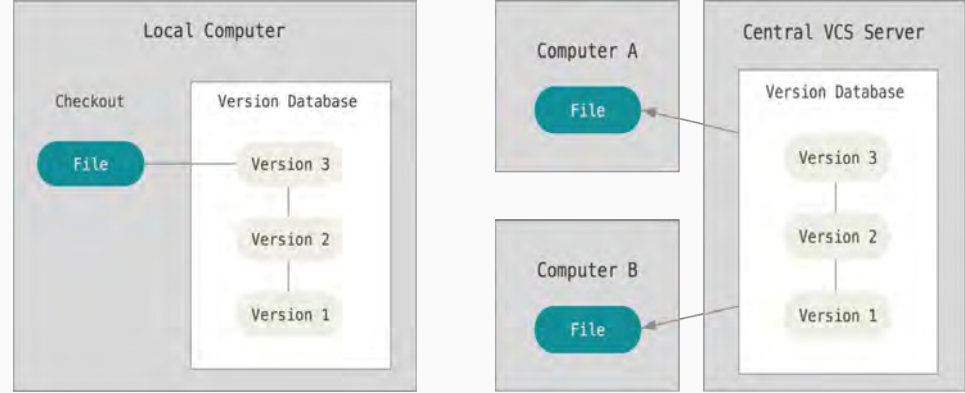 Local Computer
Checkout
Version Database
File
Version 3
Version 2
Version 1
Computer A
File
Computer B
File
Central VCS Server
Version Database
Version 3
Version 2
Version 1